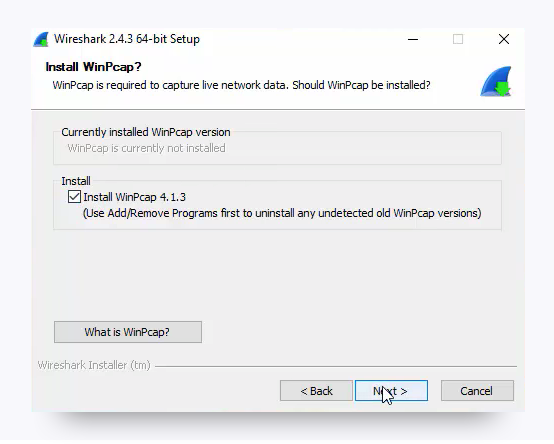 Wireshark 2.4.3 64-bit Setup
Install WinPcap?
WinPcap is required to capture live network data. Should WinPcap be installed?
Currently installed WinPcap version
WinPcap is currently not installed
Install
Install WinPcap 4.1.3
(Use Add/Remove Programs first to uninstall any undetected old WinPcap versions)
What is WinPcap?
Wireshark Installer (tm)
< Back
Next >
Cancel